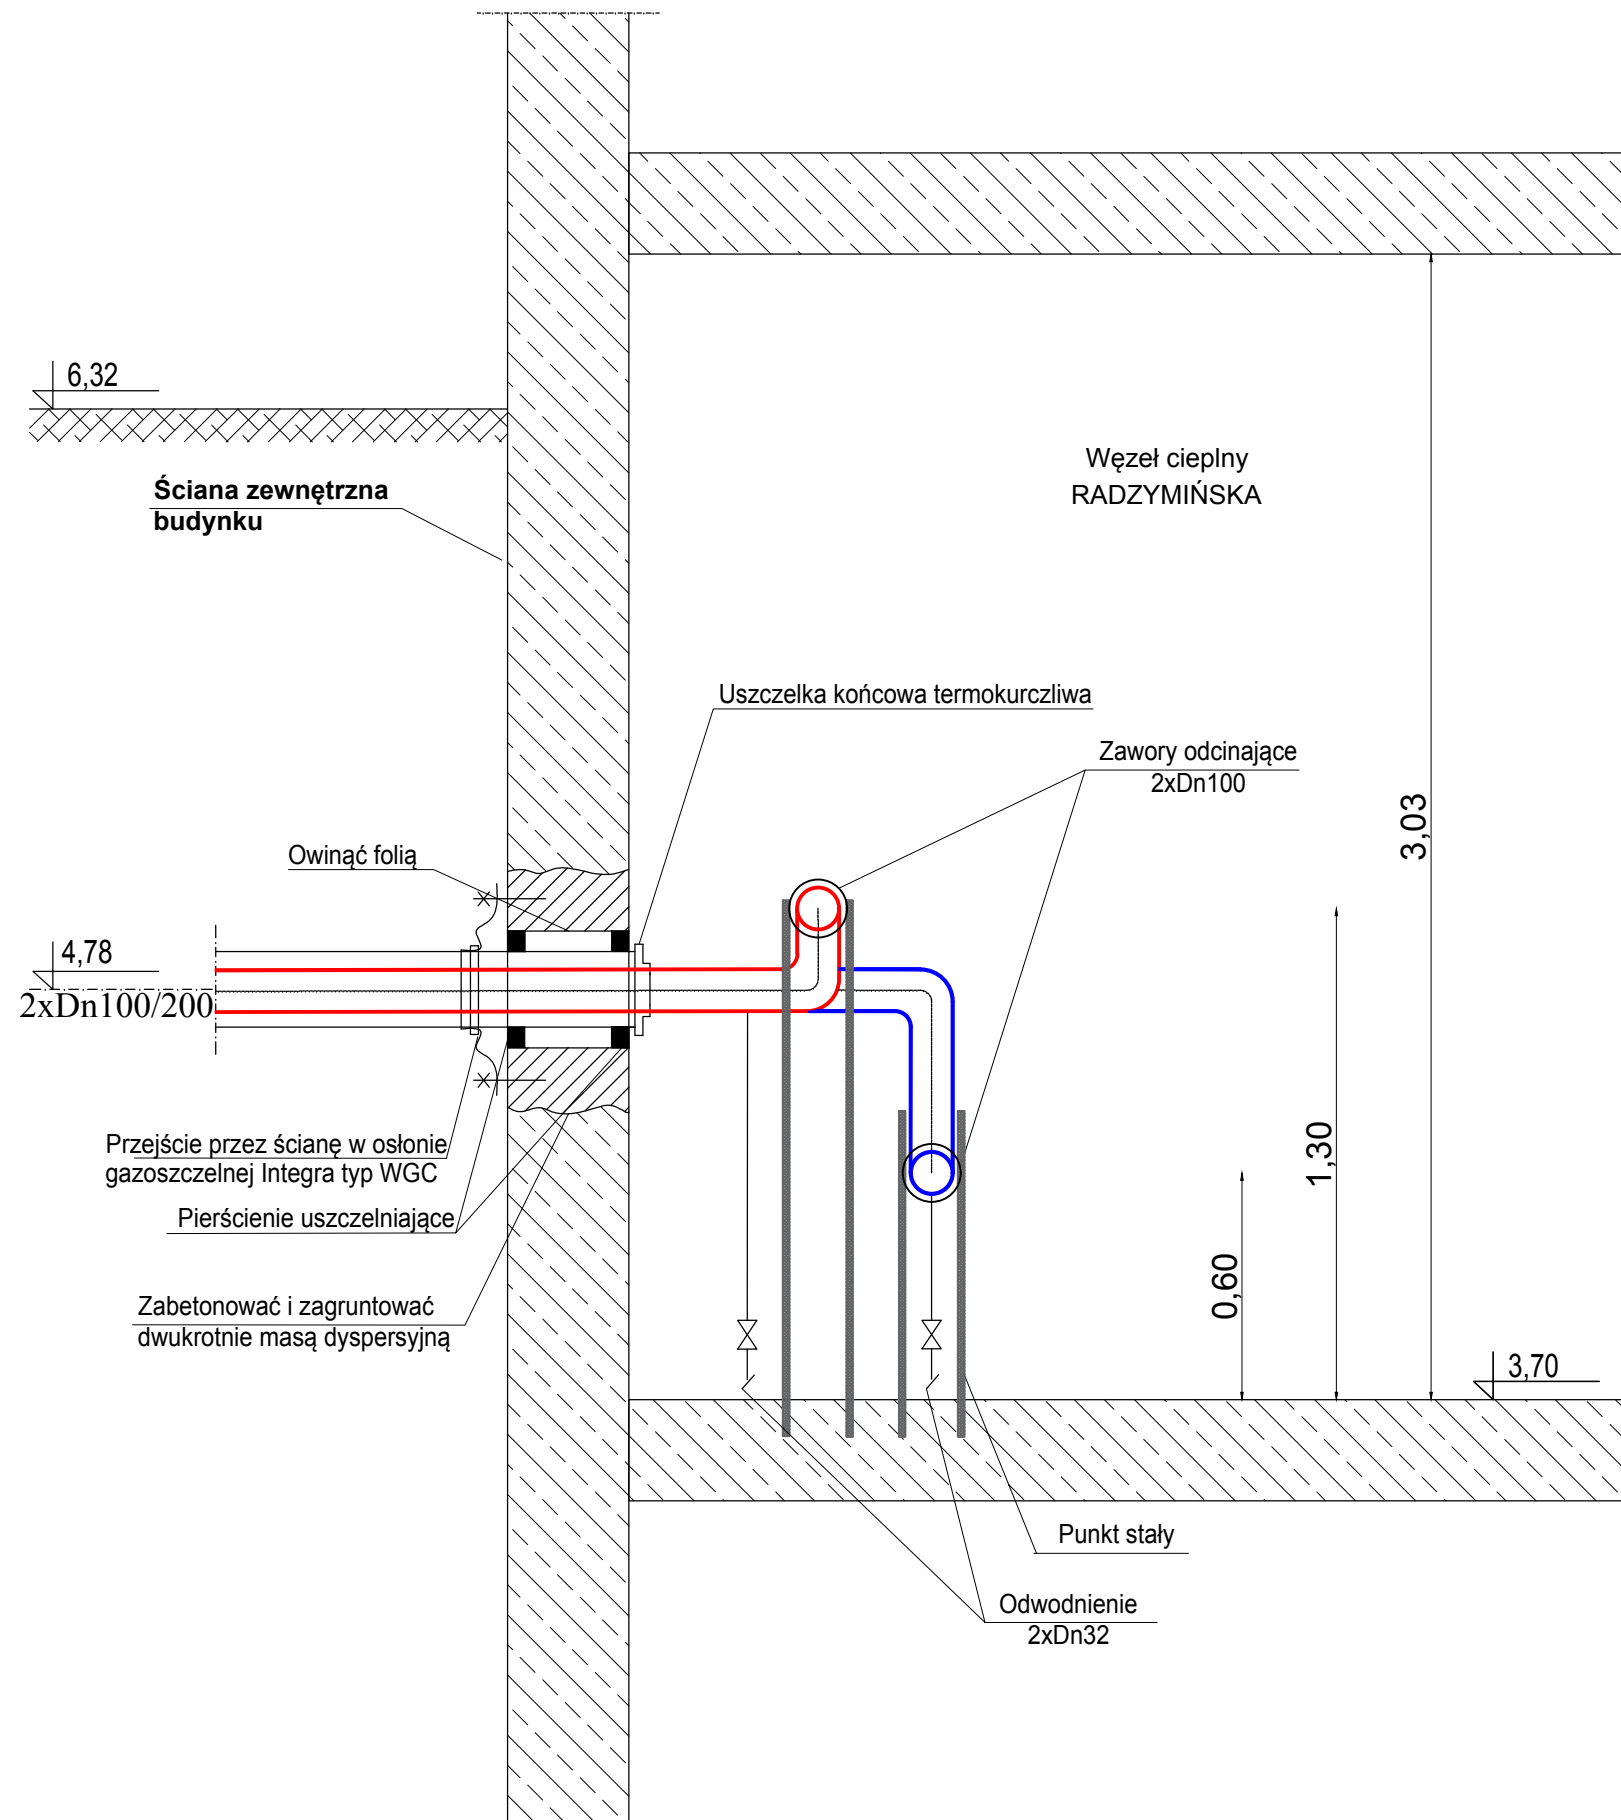 6,32
Ściana zewnętrzna
budynku
Węzeł cieplny
RADZYMIŃSKA
Uszczelka końcowa termokurczliwa
Zawory odcinające
2xDn100
3,03
Owinąć folią
4,78
2xDn100/200
1,30
Przejście przez ścianę w osłonie
gazoszczelnej Integra typ WGC
Pierścienie uszczelniające
0,60
Zabetonować i zagruntować
dwukrotnie masą dyspersyjną
3,70
Punkt stały
Odwodnienie
2xDn32